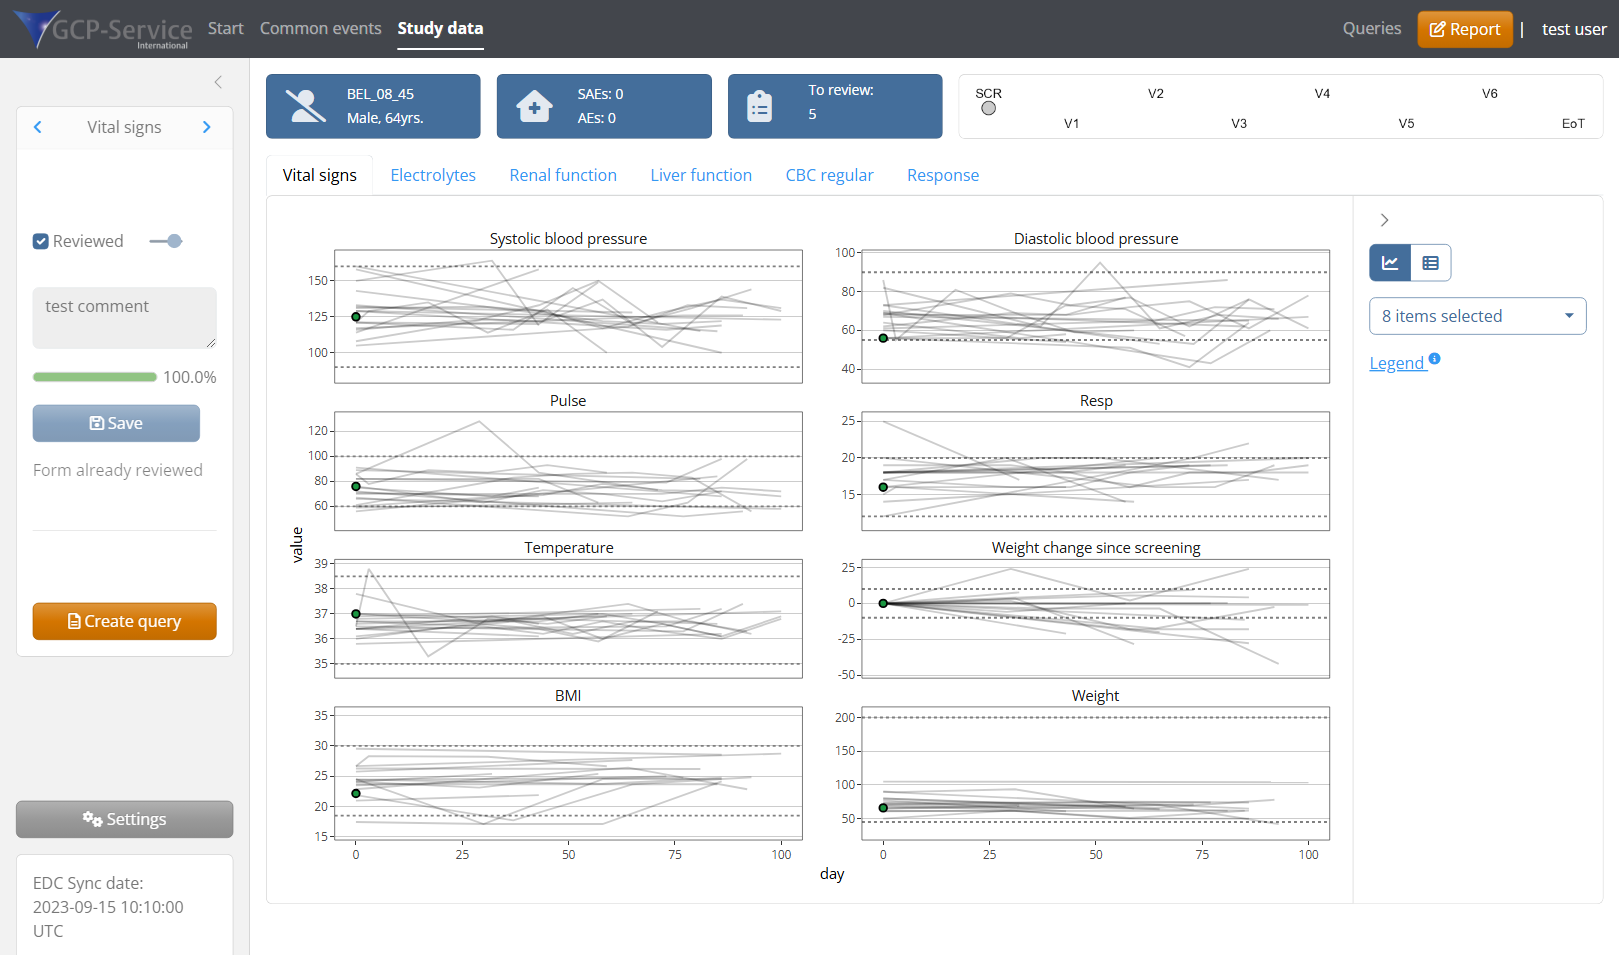 GCP-Service
International
Start
Common events
Study data
Queries
Report
|
test user
Vital signs
Reviewed
test comment
100.0%
Save
Form already reviewed
Create query
Settings
EDC Sync date:
2023-09-15 10:10:00
UTC
BEL_08_45
Male, 64yrs.
SAEs: 0
AEs: 0
To review:
5
SCR
V1
V2
V3
V4
V5
V6
EoT
Vital signs
Electrolytes
Renal function
Liver function
CBC regular
Response
Systolic blood pressure
150
125
100
Diastolic blood pressure
100
80
60
40
Pulse
120
100
80
60
Resp
25
20
15
Temperature
39
38
37
36
35
Weight change since screening
25
0
-25
-50
BMI
35
30
25
20
15
0
25
50
75
100
Weight
200
150
100
50
0
25
50
75
100
value
day
8 items selected
Legend